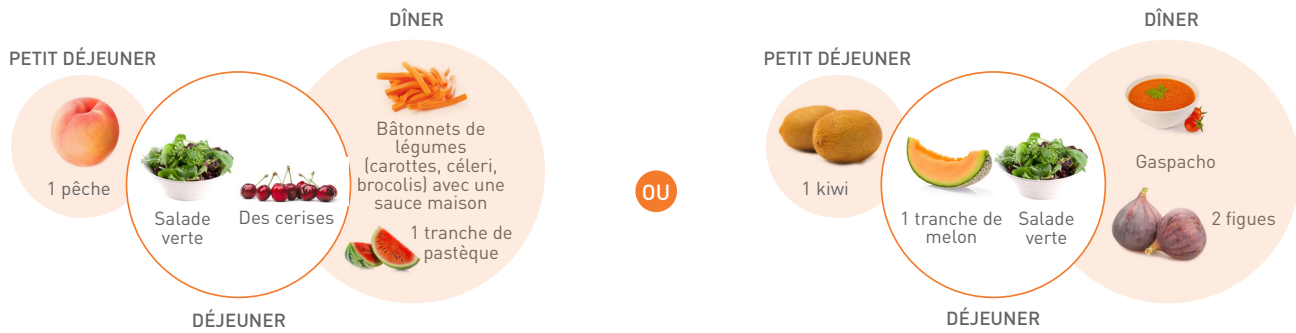 PETIT DÉJEUNER
1 pêche
DÉJEUNER
Salade
verte
Des cerises
DÎNER
Bâtonnets de
légumes
(carottes, céleri,
brocolis) avec une
sauce maison
1 tranche de
pastèque
OU
PETIT DÉJEUNER
1 kiwi
DÉJEUNER
1 tranche de
melon
Salade
verte
DÎNER
Gaspacho
2 figues